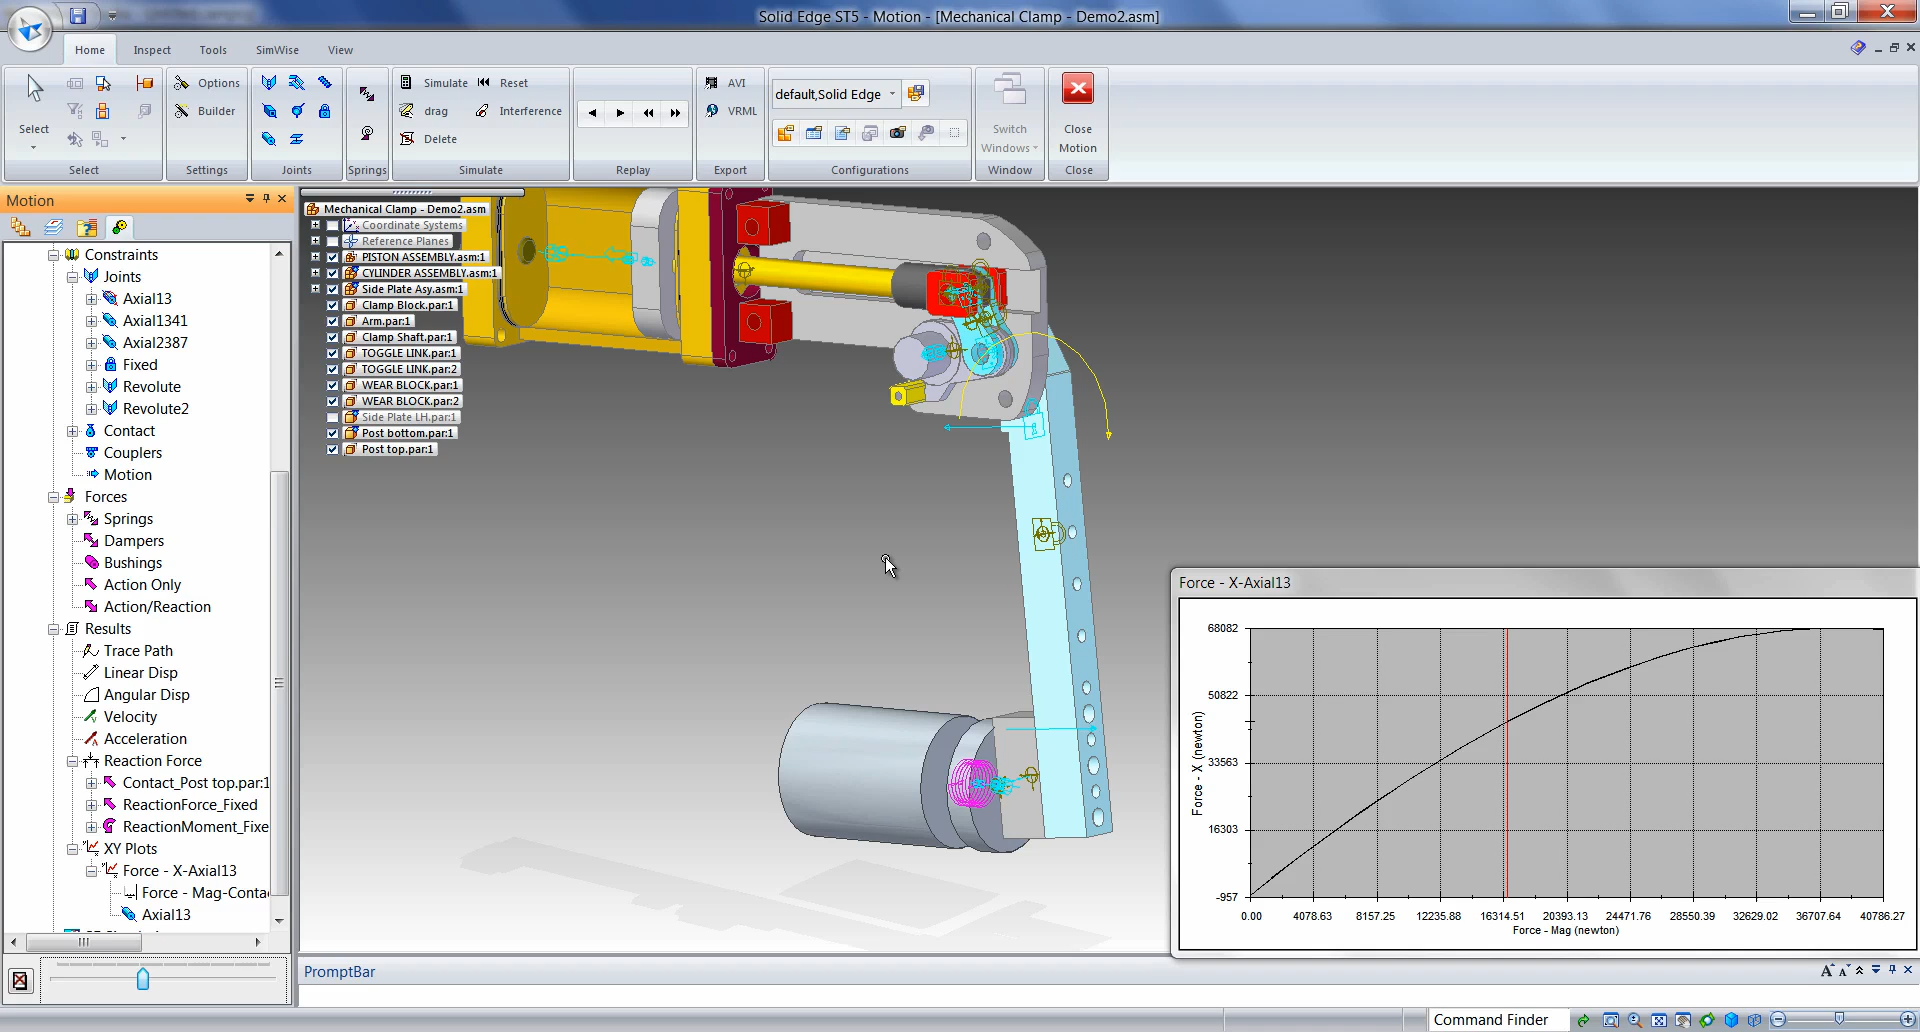 Solid Edge ST5 - Motion - [Mechanical Clamp - Demo2.asm]
Home
Inspect
Tools
SimWise
View
Select
Select
Options
Builder
Settings
Joints
Springs
Simulate
Reset
drag
Interference
Delete
Simulate
Replay
AVI
VRML
Export
default,Solid Edge
Configurations
Switch
Windows
Window
Close
Motion
Close
Motion
Constraints
Joints
Axial13
Axial1341
Axial2387
Fixed
Revolute
Revolute2
Contact
Couplers
Motion
Forces
Springs
Dampers
Bushings
Action Only
Action/Reaction
Results
Trace Path
Linear Disp
Angular Disp
Velocity
Acceleration
Reaction Force
Contact_Post top.par:1
ReactionForce_Fixed
ReactionMoment_Fixe
XY Plots
Force - X-Axial13
Force - Mag-Conta
Axial13
Mechanical Clamp - Demo2.asm
Coordinate Systems
Reference Planes
PISTON ASSEMBLY.asm:1
CYLINDER ASSEMBLY.asm:1
Side Plate Asy.asm:1
Clamp Block.par:1
Arm.par:1
Clamp Shaft.par:1
TOGGLE LINK.par:1
TOGGLE LINK.par:2
WEAR BLOCK.par:1
WEAR BLOCK.par:2
Side Plate LH.par:1
Post bottom.par:1
Post top.par:1
Force - X-Axial13
68082
50822
33563
16303
-957
Force - X (newton)
0.00 4078.63 8157.25 12235.88 16314.51 20393.13 24471.76 28550.39 32629.02 36707.64 40786.27
Force - Mag (newton)
PromptBar
Command Finder